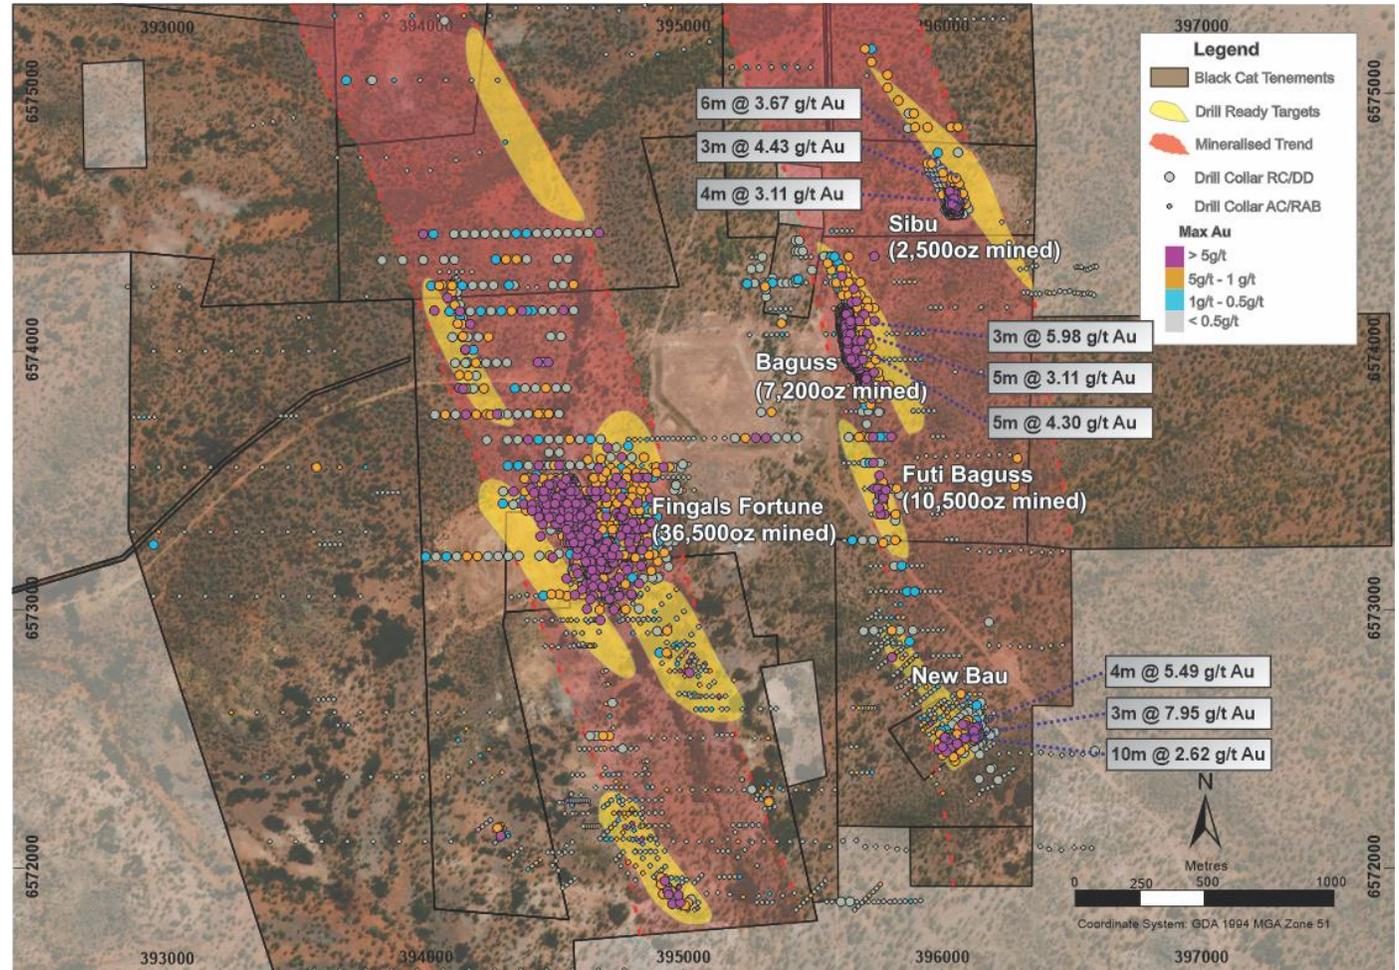 393000
394000
395000
396000
397000
6575000
6575000
Legend
Black Cat Tenements
Drill Ready Targets
Mineralised Trend
Drill Collar RC/DD
Drill Collar AC/RAB
Max Au
> 5g/t
5g/t - 1 g/t
1g/t - 0.5g/t
< 0.5g/t
6m @ 3.67 g/t Au
3m @ 4.43 g/t Au
4m @ 3.11 g/t Au
Sibu
(2,500oz mined)
6574000
6574000
3m @ 5.98 g/t Au
5m @ 3.11 g/t Au
5m @ 4.30 g/t Au
Baguss
(7,200oz mined)
Futi Baguss
(10,500oz mined)
Fingals Fortune
(36,500oz mined)
6573000
6573000
New Bau
4m @ 5.49 g/t Au
3m @ 7.95 g/t Au
10m @ 2.62 g/t Au
N
6572000
6572000
Metres
0 250 500 1000
Coordinate System: GDA 1994 MGA Zone 51
393000
394000
395000
396000
397000